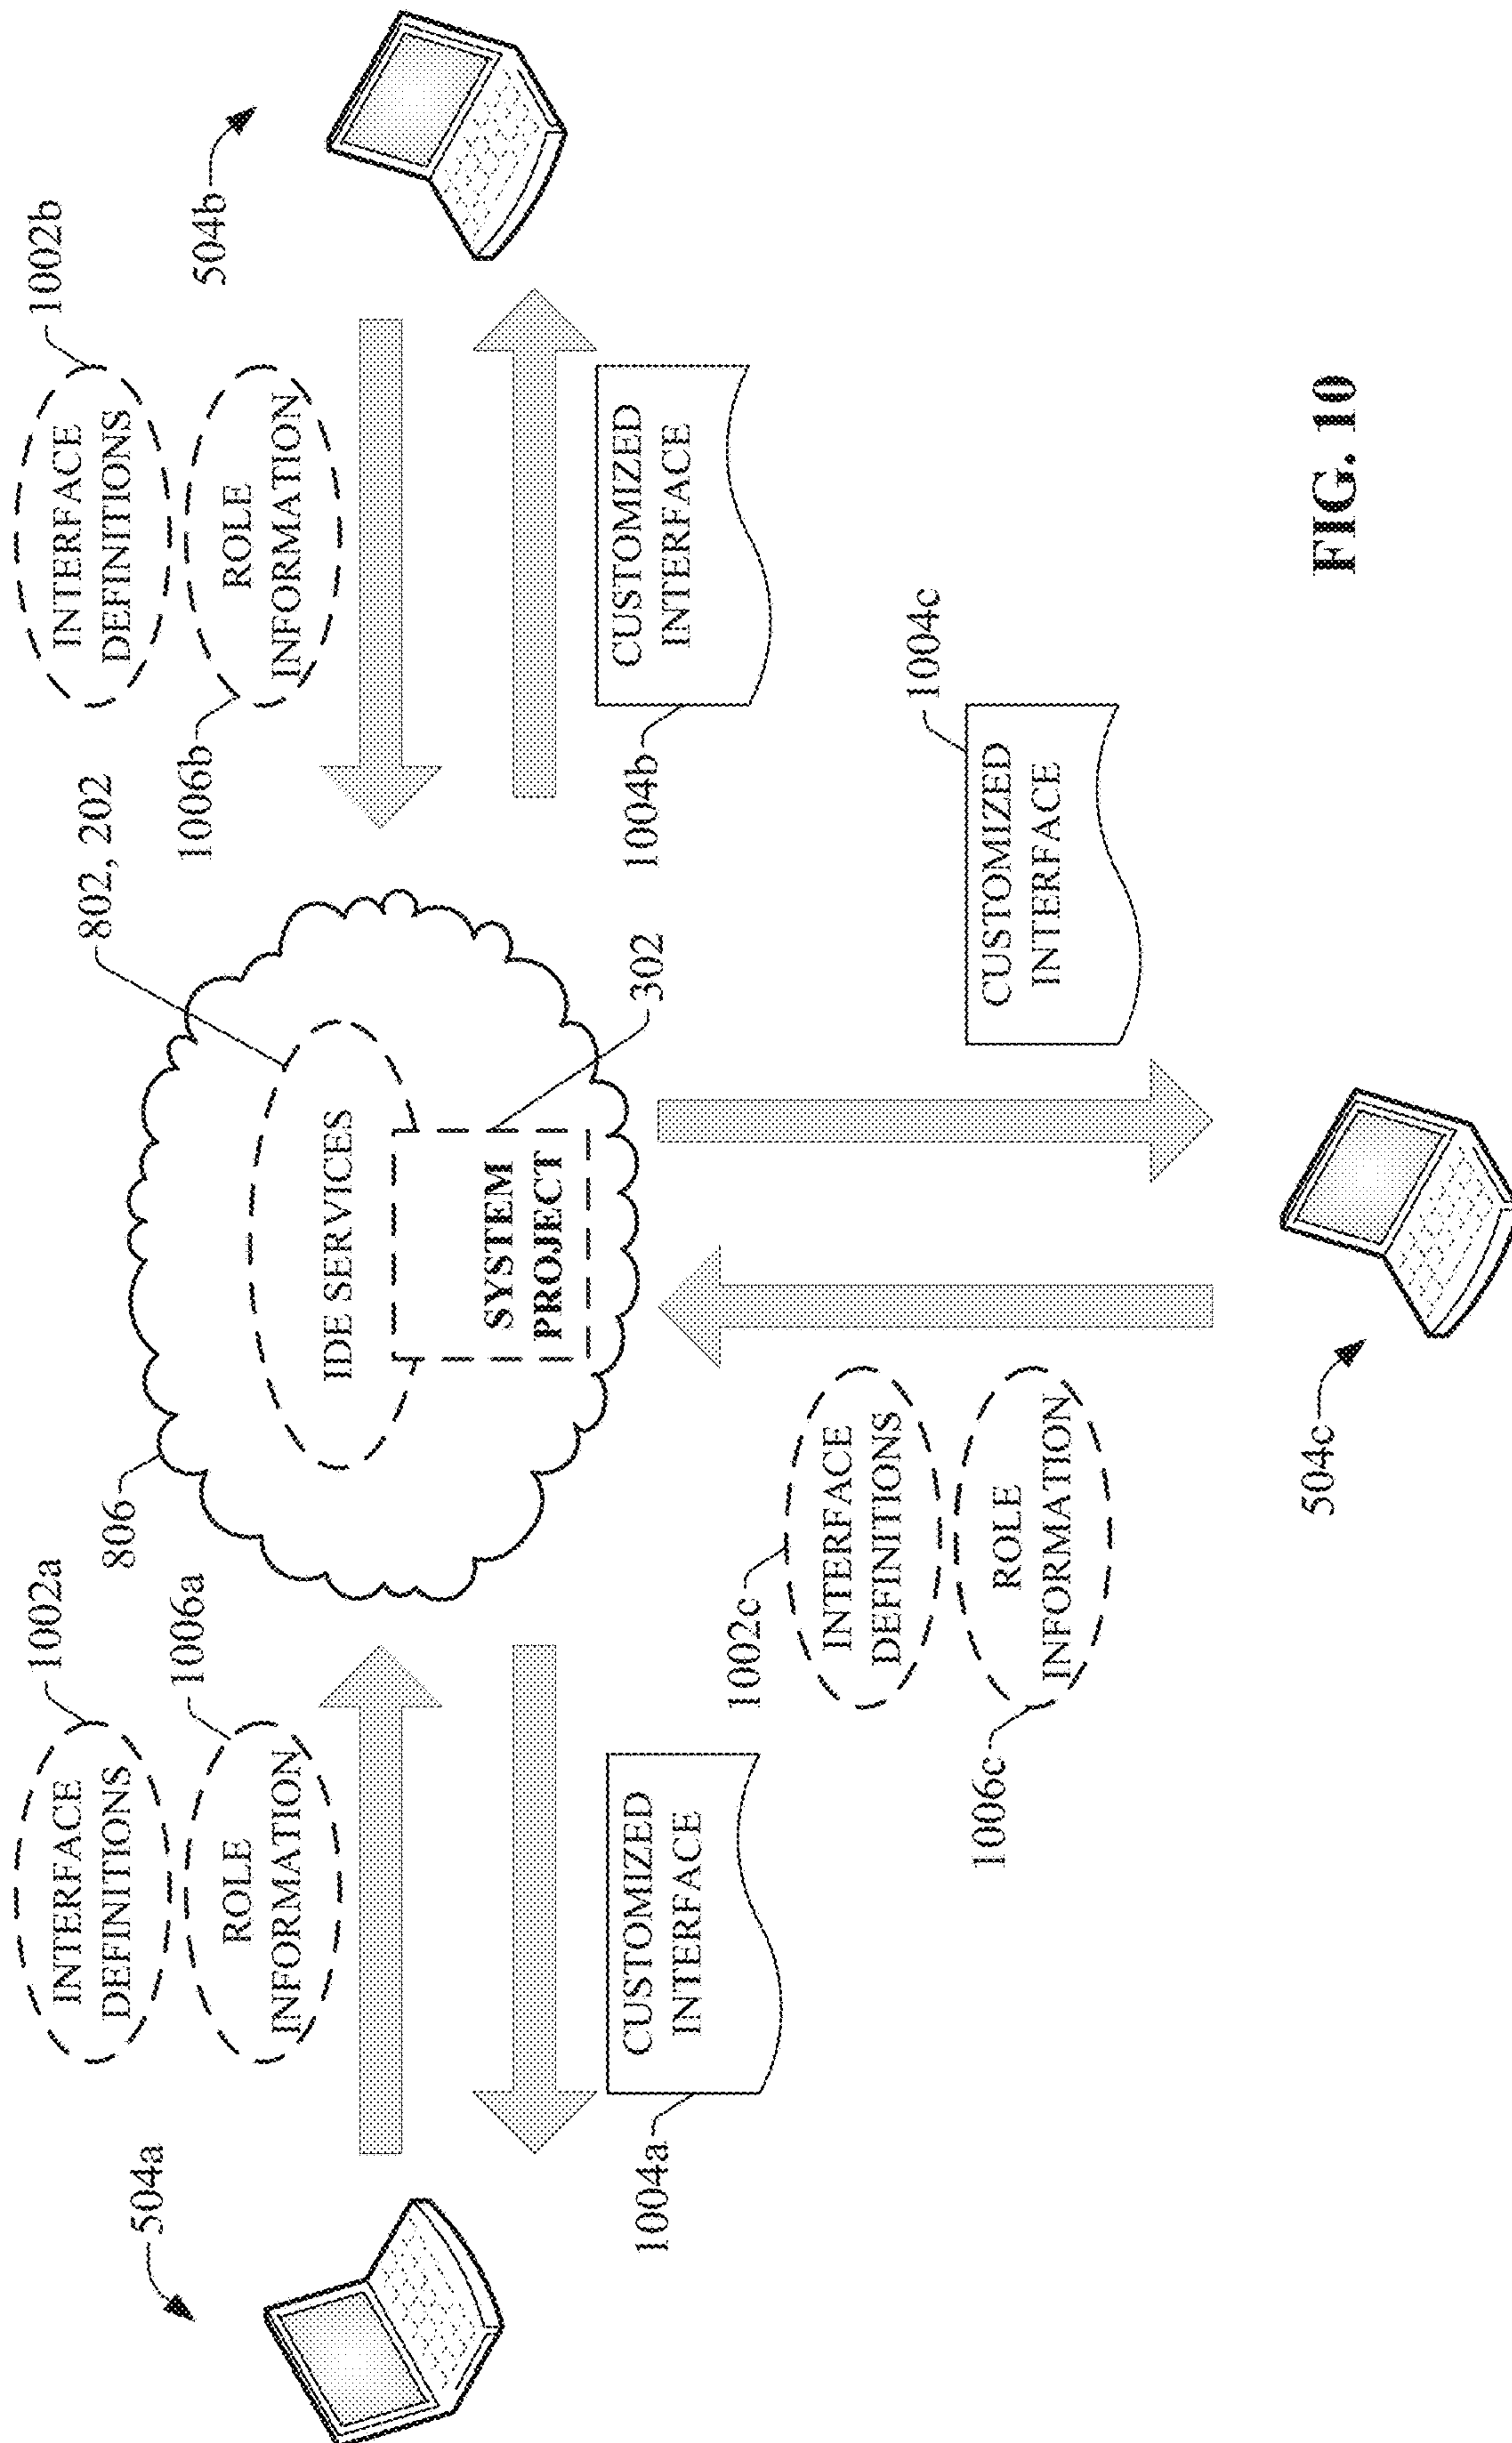 504a
INTERFACE
DEFINITIONS
1002a
ROLE
INFORMATION
1006a
CUSTOMIZED
INTERFACE
1004a
806
802, 202
IDE SERVICES
SYSTEM
PROJECT
302
INTERFACE
DEFINITIONS
1002b
ROLE
INFORMATION
1006b
504b
CUSTOMIZED
INTERFACE
1004b
1002c
INTERFACE
DEFINITIONS
ROLE
INFORMATION
1006c
CUSTOMIZED
INTERFACE
1004c
504c
FIG. 10